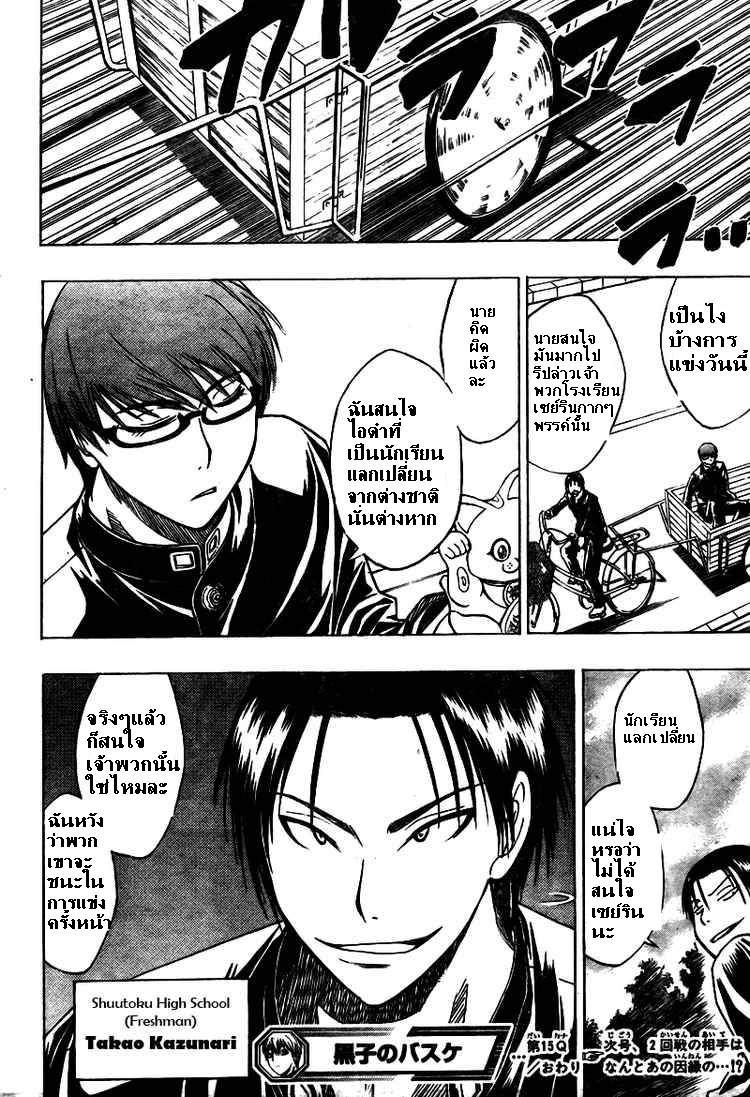 เป็นไง
บ้างการ
แข่งวันนี้
นายสนใจ
มันมากไป
รึปล่าวเจ้า
พวกโรงเรียน
เซย์รินกากๆ
พรรค์นั้น
นาย
คิด
ผิด
แล้ว
ละ
ฉันสนใจ
ไอดำที่
เป็นนักเรียน
แลกเปลี่ยน
จากต่างชาติ
นั่นต่างหาก
นักเรียน
แลกเปลี่ยน
แน่ใจ
หรอว่า
ไม่ได้
สนใจ
เซย์ริน
นะ
จริงๆแล้ว
ก็สนใจ
เจ้าพวกนั้น
ใช่ไหมละ
ฉันหวัง
ว่าพวก
เขาจะ
ชนะใน
การแข่ง
ครั้งหน้า
Shuutoku High School
(Freshman)
Takao Kazunari
黒子のバスケ
第15Q
…／おわり
次号、2回戦の相手は
なんとあの因縁の…!?